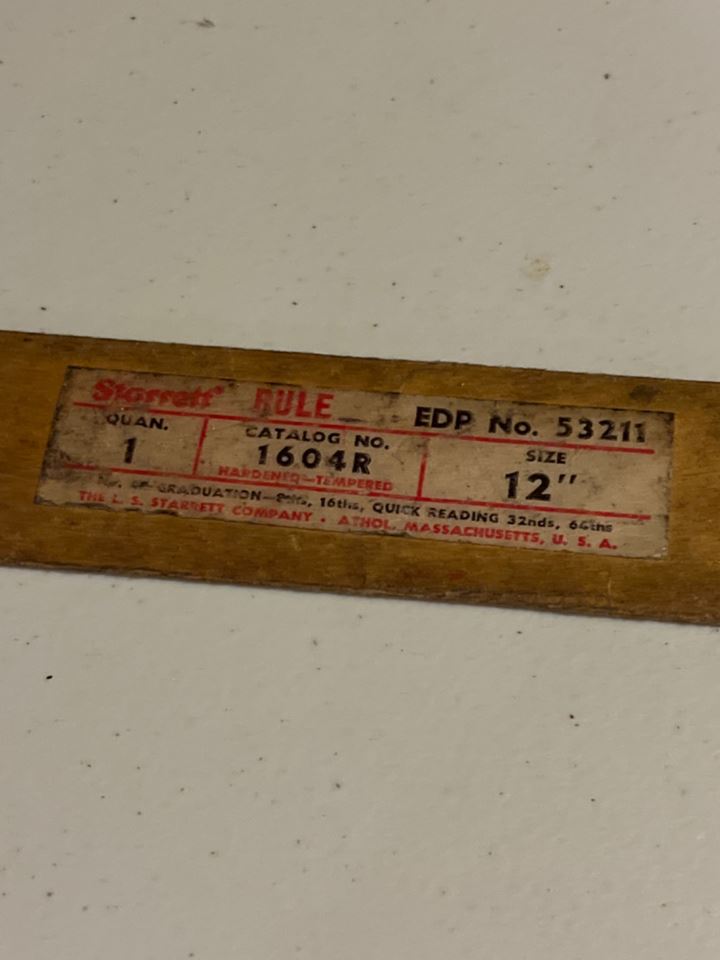 Starrett RULE EDP No. 53211
QUAN. CATALOG NO. SIZE
1 1604R 12"
HARDENED—TEMPERED
GRADUATION—8ths, 16ths, QUICK READING 32nds, 64ths
THE L. S. STARRETT COMPANY • ATHOL, MASSACHUSETTS, U. S. A.